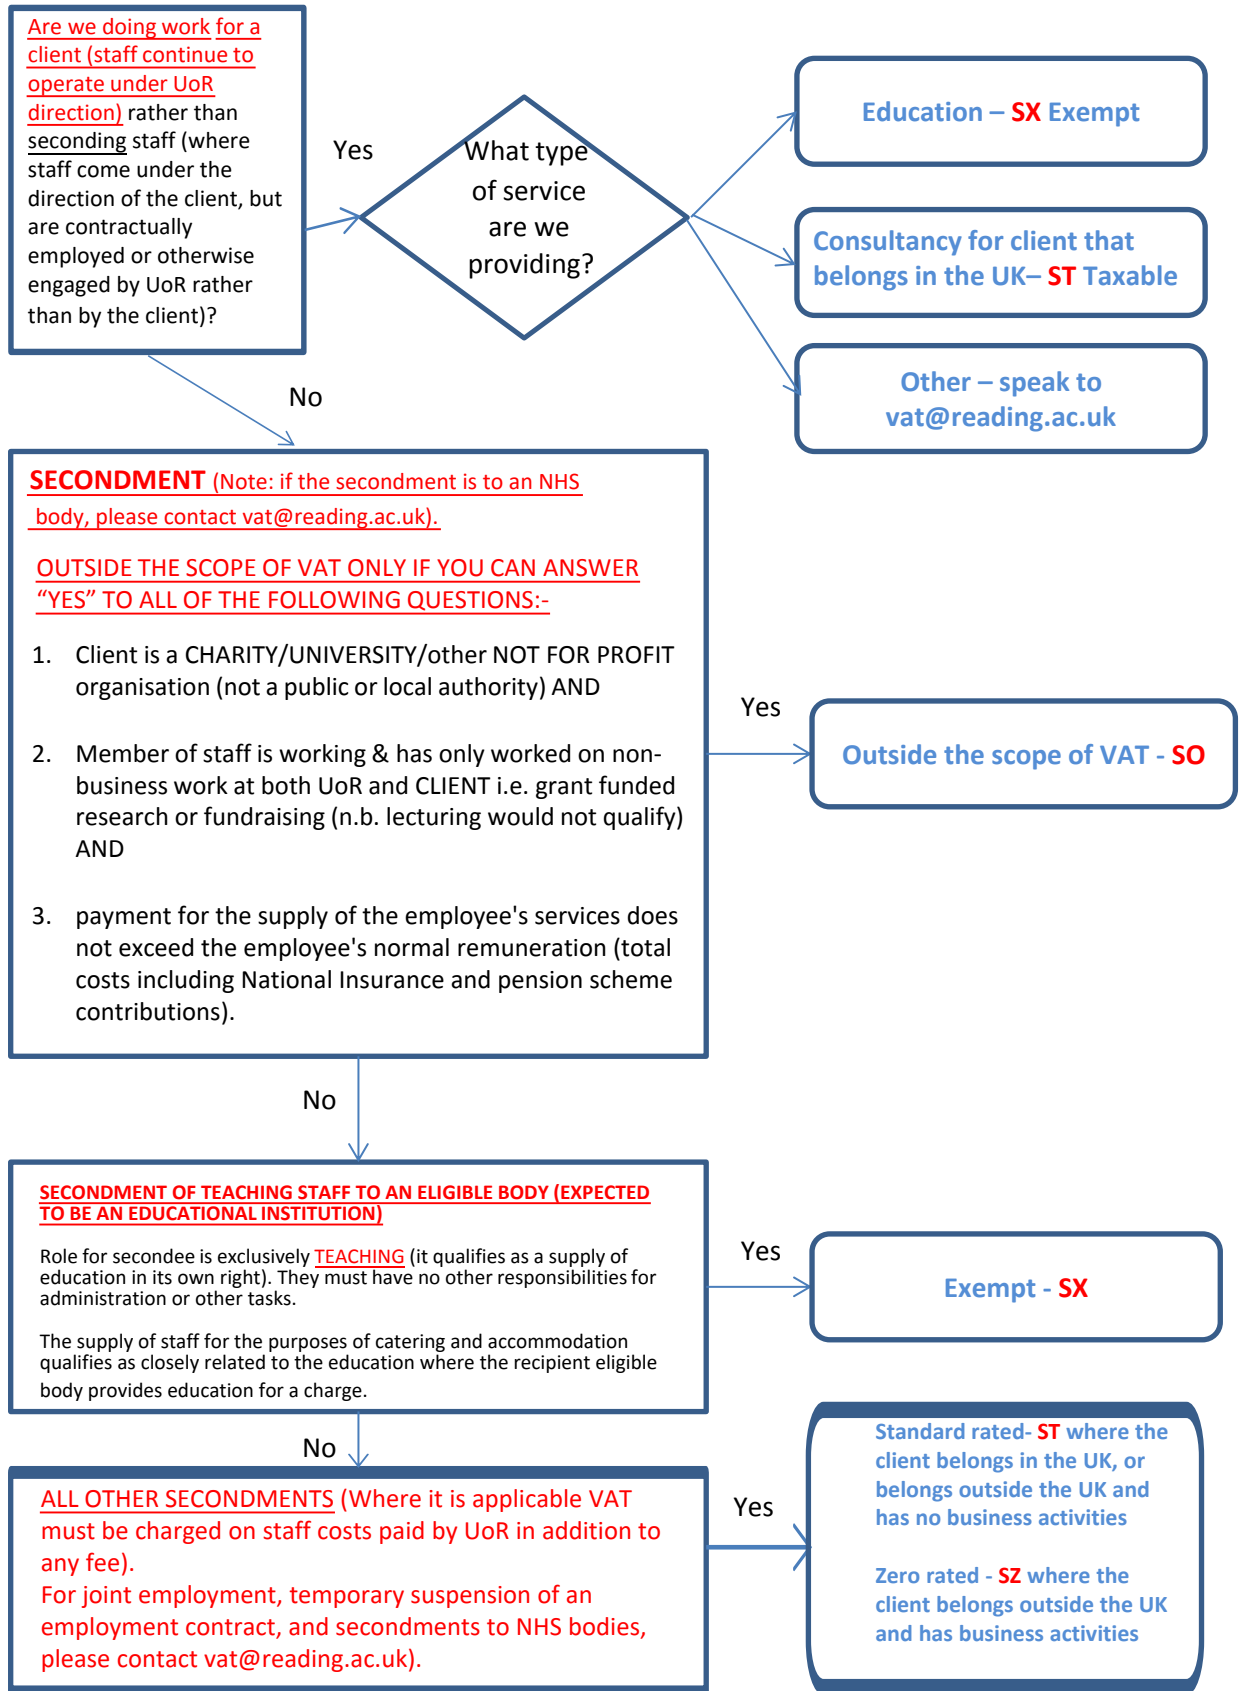 Are we doing work for a
client (staff continue to
operate under UoR
direction) rather than
seconding staff (where
staff come under the
direction of the client, but
are contractually
employed or otherwise
engaged by UoR rather
than by the client)?
Yes
What type
of service
are we
providing?
Education – SX Exempt
Consultancy for client that
belongs in the UK– ST Taxable
Other – speak to
vat@reading.ac.uk
No
SECONDMENT (Note: if the secondment is to an NHS
body, please contact vat@reading.ac.uk).
OUTSIDE THE SCOPE OF VAT ONLY IF YOU CAN ANSWER
“YES” TO ALL OF THE FOLLOWING QUESTIONS:-
1. Client is a CHARITY/UNIVERSITY/other NOT FOR PROFIT
organisation (not a public or local authority) AND
2. Member of staff is working & has only worked on non-
business work at both UoR and CLIENT i.e. grant funded
research or fundraising (n.b. lecturing would not qualify)
AND
3. payment for the supply of the employee's services does
not exceed the employee's normal remuneration (total
costs including National Insurance and pension scheme
contributions).
Yes
Outside the scope of VAT - SO
No
SECONDMENT OF TEACHING STAFF TO AN ELIGIBLE BODY (EXPECTED
TO BE AN EDUCATIONAL INSTITUTION)
Role for secondee is exclusively TEACHING (it qualifies as a supply of
education in its own right). They must have no other responsibilities for
administration or other tasks.
The supply of staff for the purposes of catering and accommodation
qualifies as closely related to the education where the recipient eligible
body provides education for a charge.
Yes
Exempt - SX
No
ALL OTHER SECONDMENTS (Where it is applicable VAT
must be charged on staff costs paid by UoR in addition to
any fee).
For joint employment, temporary suspension of an
employment contract, and secondments to NHS bodies,
please contact vat@reading.ac.uk).
Yes
Standard rated- ST where the
client belongs in the UK, or
belongs outside the UK and
has no business activities
Zero rated - SZ where the
client belongs outside the UK
and has business activities